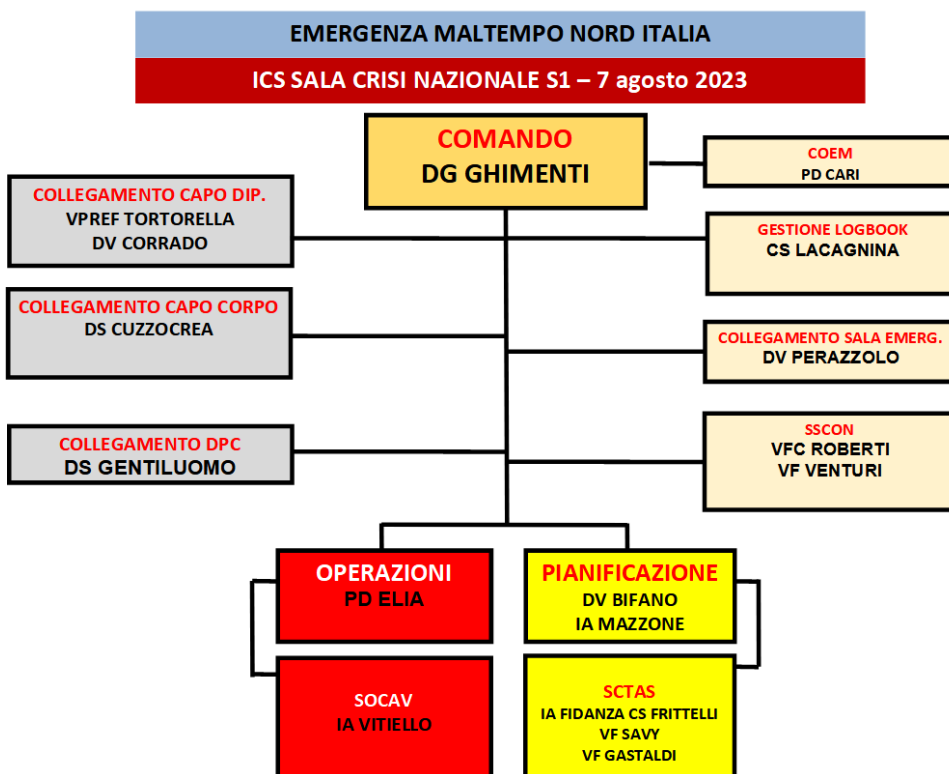 EMERGENZA MALTEMPO NORD ITALIA
ICS SALA CRISI NAZIONALE S1 – 7 agosto 2023
COMANDO
DG GHIMENTI
COEM
PD CARI
COLLEGAMENTO CAPO DIP.
VPREF TORTORELLA
DV CORRADO
GESTIONE LOGBOOK
CS LACAGNINA
COLLEGAMENTO CAPO CORPO
DS CUZZOCREA
COLLEGAMENTO SALA EMERG.
DV PERAZZOLO
COLLEGAMENTO DPC
DS GENTILUOMO
SSCON
VFC ROBERTI
VF VENTURI
OPERAZIONI
PD ELIA
PIANIFICAZIONE
DV BIFANO
IA MAZZONE
SOCAV
IA VITIELLO
SCTAS
IA FIDANZA CS FRITTELLI
VF SAVY
VF GASTALDI